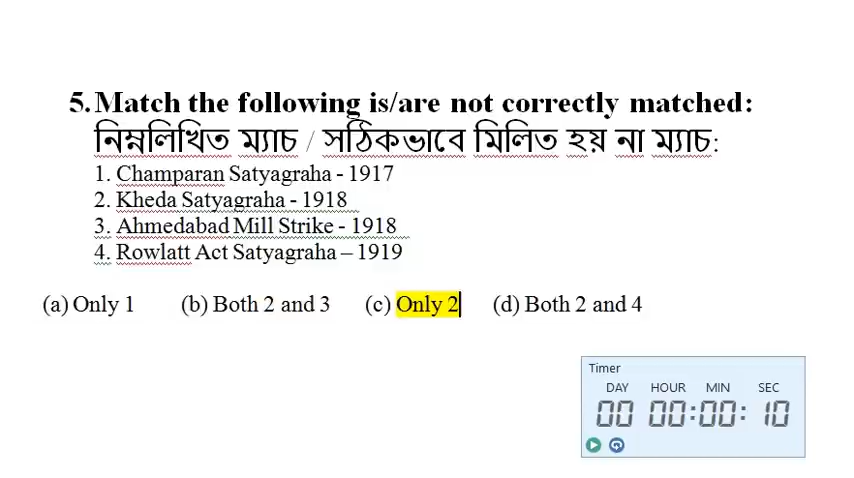 5. Match the following is/are not correctly matched:
নিম্নলিখিত ম্যাচ / সঠিকভাবে মিলিত হয় না ম্যাচ:
1. Champaran Satyagraha - 1917
2. Kheda Satyagraha - 1918
3. Ahmedabad Mill Strike - 1918
4. Rowlatt Act Satyagraha – 1919
(a) Only 1 (b) Both 2 and 3 (c) Only 2 (d) Both 2 and 4
Timer
DAY HOUR MIN SEC
00 00:00: 10